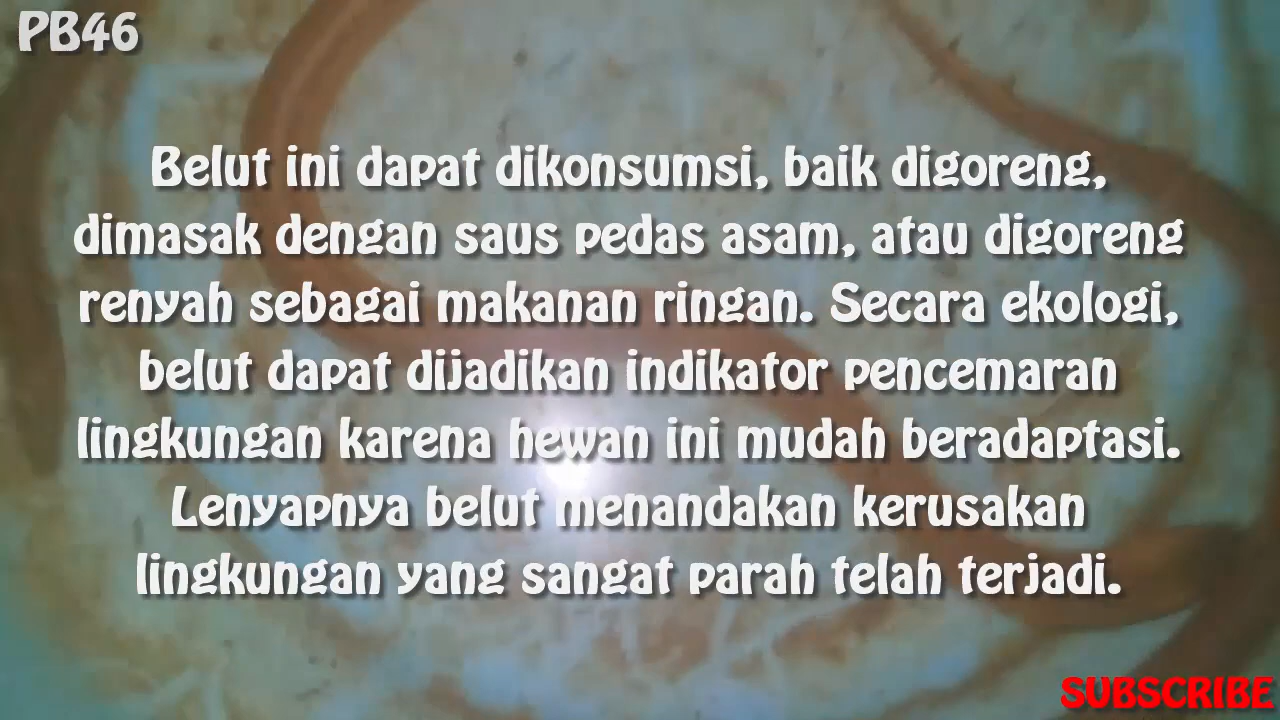 PB46
Belut ini dapat dikonsumsi, baik digoreng,
dimasak dengan saus pedas asam, atau digoreng
renyah sebagai makanan ringan. Secara ekologi,
belut dapat dijadikan indikator pencemaran
lingkungan karena hewan ini mudah beradaptasi.
Lenyapnya belut menandakan kerusakan
lingkungan yang sangat parah telah terjadi.
SUBSCRIBE